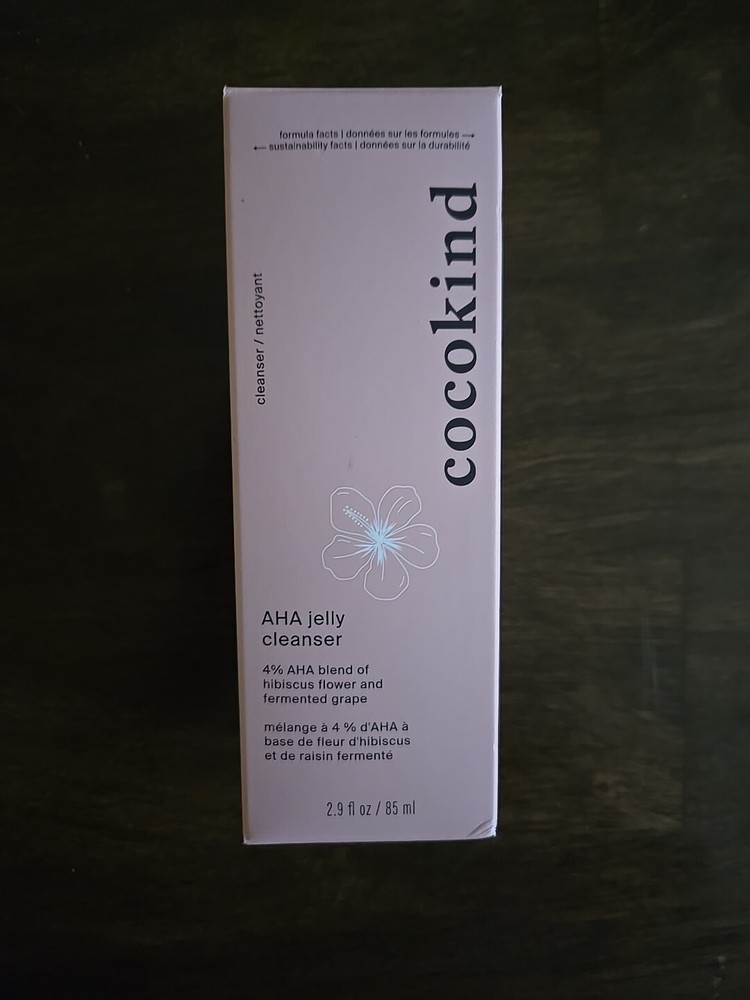 formula facts | données sur les formules →
← sustainability facts | données sur la durabilité
cocokind
cleanser / nettoyant
AHA jelly
cleanser
4% AHA blend of
hibiscus flower and
fermented grape
mélange à 4 % d'AHA à
base de fleur d'hibiscus
et de raisin fermenté
2.9 fl oz / 85 ml